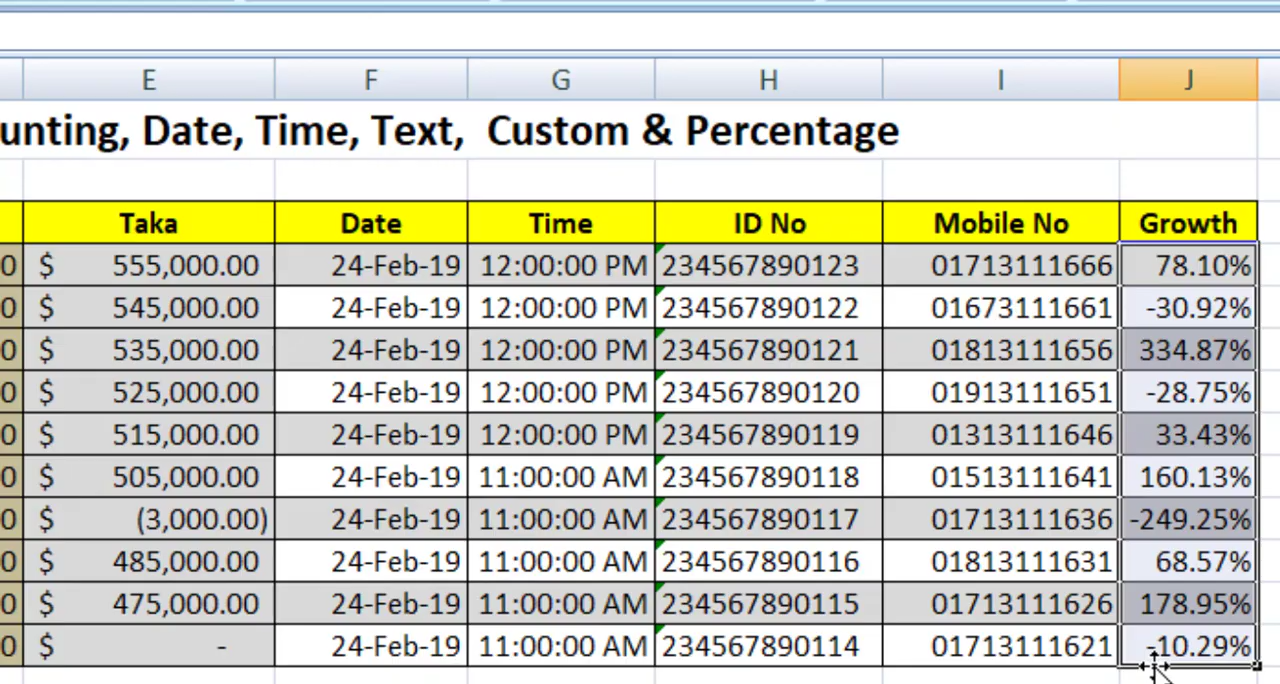 E F G H I J
unting, Date, Time, Text, Custom & Percentage
Taka Date Time ID No Mobile No Growth
0 $ 555,000.00 24-Feb-19 12:00:00 PM 234567890123 01713111666 78.10%
0 $ 545,000.00 24-Feb-19 12:00:00 PM 234567890122 01673111661 -30.92%
0 $ 535,000.00 24-Feb-19 12:00:00 PM 234567890121 01813111656 334.87%
0 $ 525,000.00 24-Feb-19 12:00:00 PM 234567890120 01913111651 -28.75%
0 $ 515,000.00 24-Feb-19 12:00:00 PM 234567890119 01313111646 33.43%
0 $ 505,000.00 24-Feb-19 11:00:00 AM 234567890118 01513111641 160.13%
0 $ (3,000.00) 24-Feb-19 11:00:00 AM 234567890117 01713111636 -249.25%
0 $ 485,000.00 24-Feb-19 11:00:00 AM 234567890116 01813111631 68.57%
0 $ 475,000.00 24-Feb-19 11:00:00 AM 234567890115 01713111626 178.95%
0 $ - 24-Feb-19 11:00:00 AM 234567890114 01713111621 -10.29%